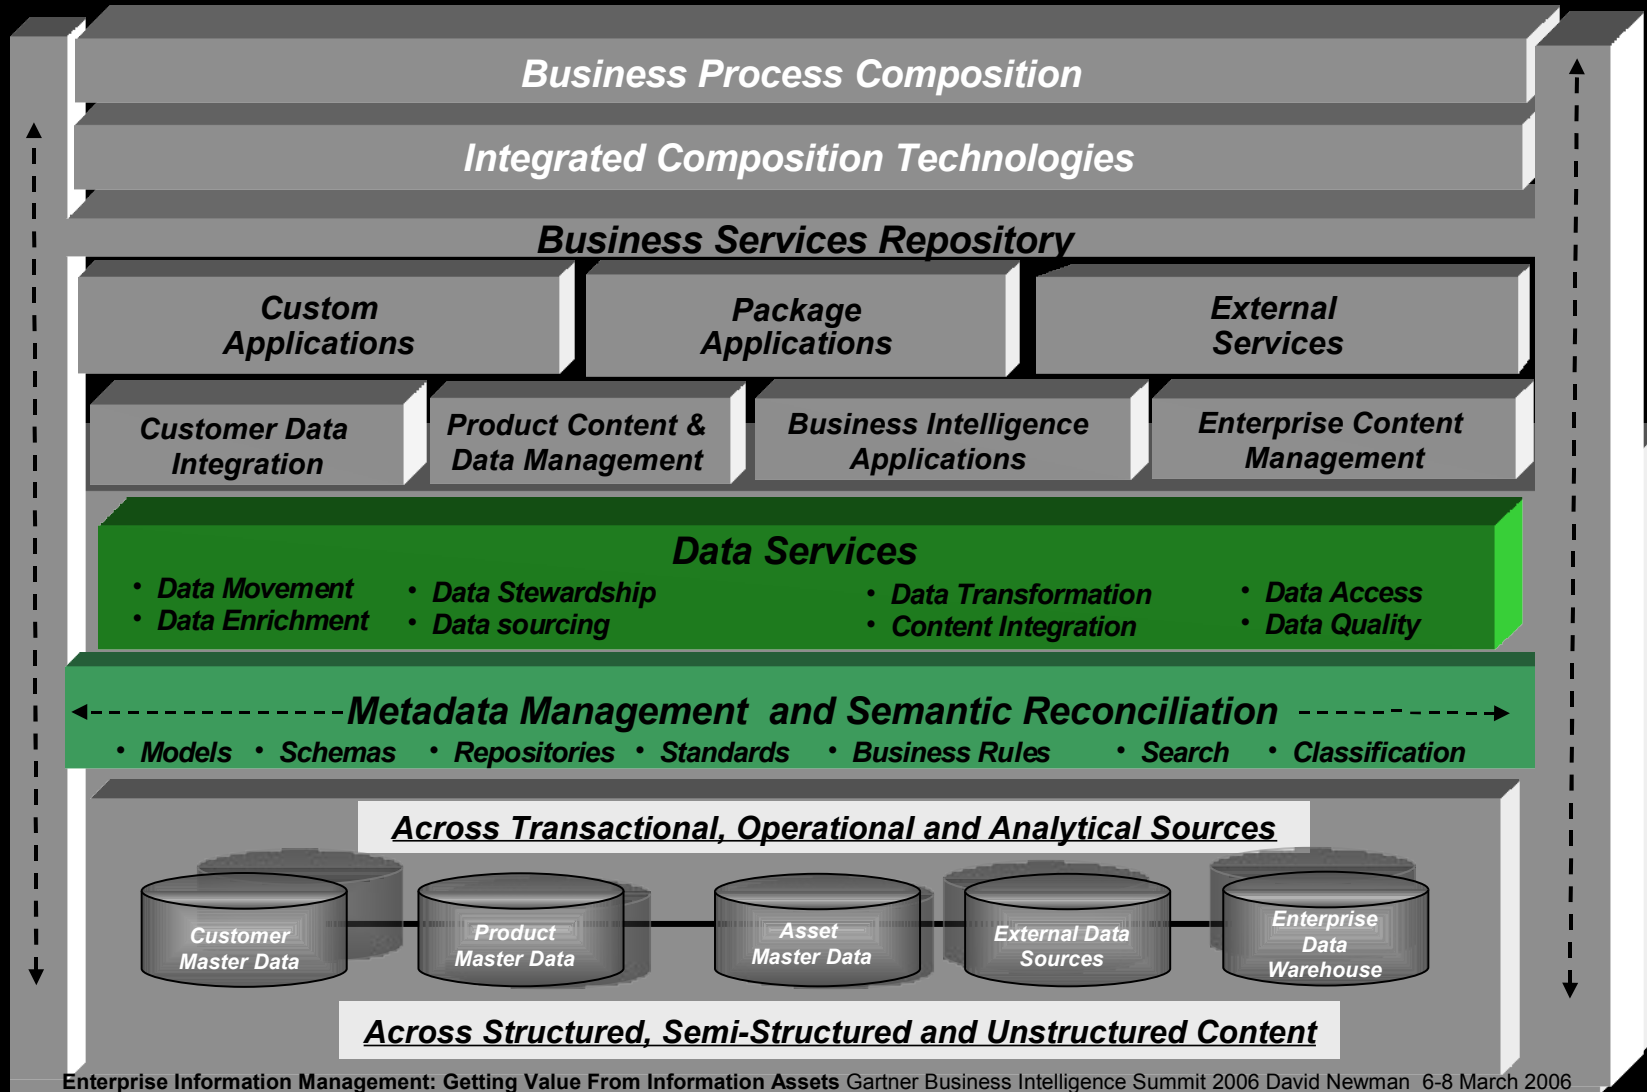 Business Process Composition
Integrated Composition Technologies
Business Services Repository
Custom
Applications
Package
Applications
External
Services
Customer Data
Integration
Product Content &
Data Management
Business Intelligence
Applications
Enterprise Content
Management
Data Services
• Data Movement
• Data Enrichment
• Data Stewardship
• Data sourcing
• Data Transformation
• Content Integration
• Data Access
• Data Quality
Metadata Management and Semantic Reconciliation
• Models • Schemas • Repositories • Standards • Business Rules • Search • Classification
Across Transactional, Operational and Analytical Sources
Customer
Master Data
Product
Master Data
Asset
Master Data
External Data
Sources
Enterprise
Data
Warehouse
Across Structured, Semi-Structured and Unstructured Content
Enterprise Information Management: Getting Value From Information Assets Gartner Business Intelligence Summit 2006 David Newman 6-8 March 2006